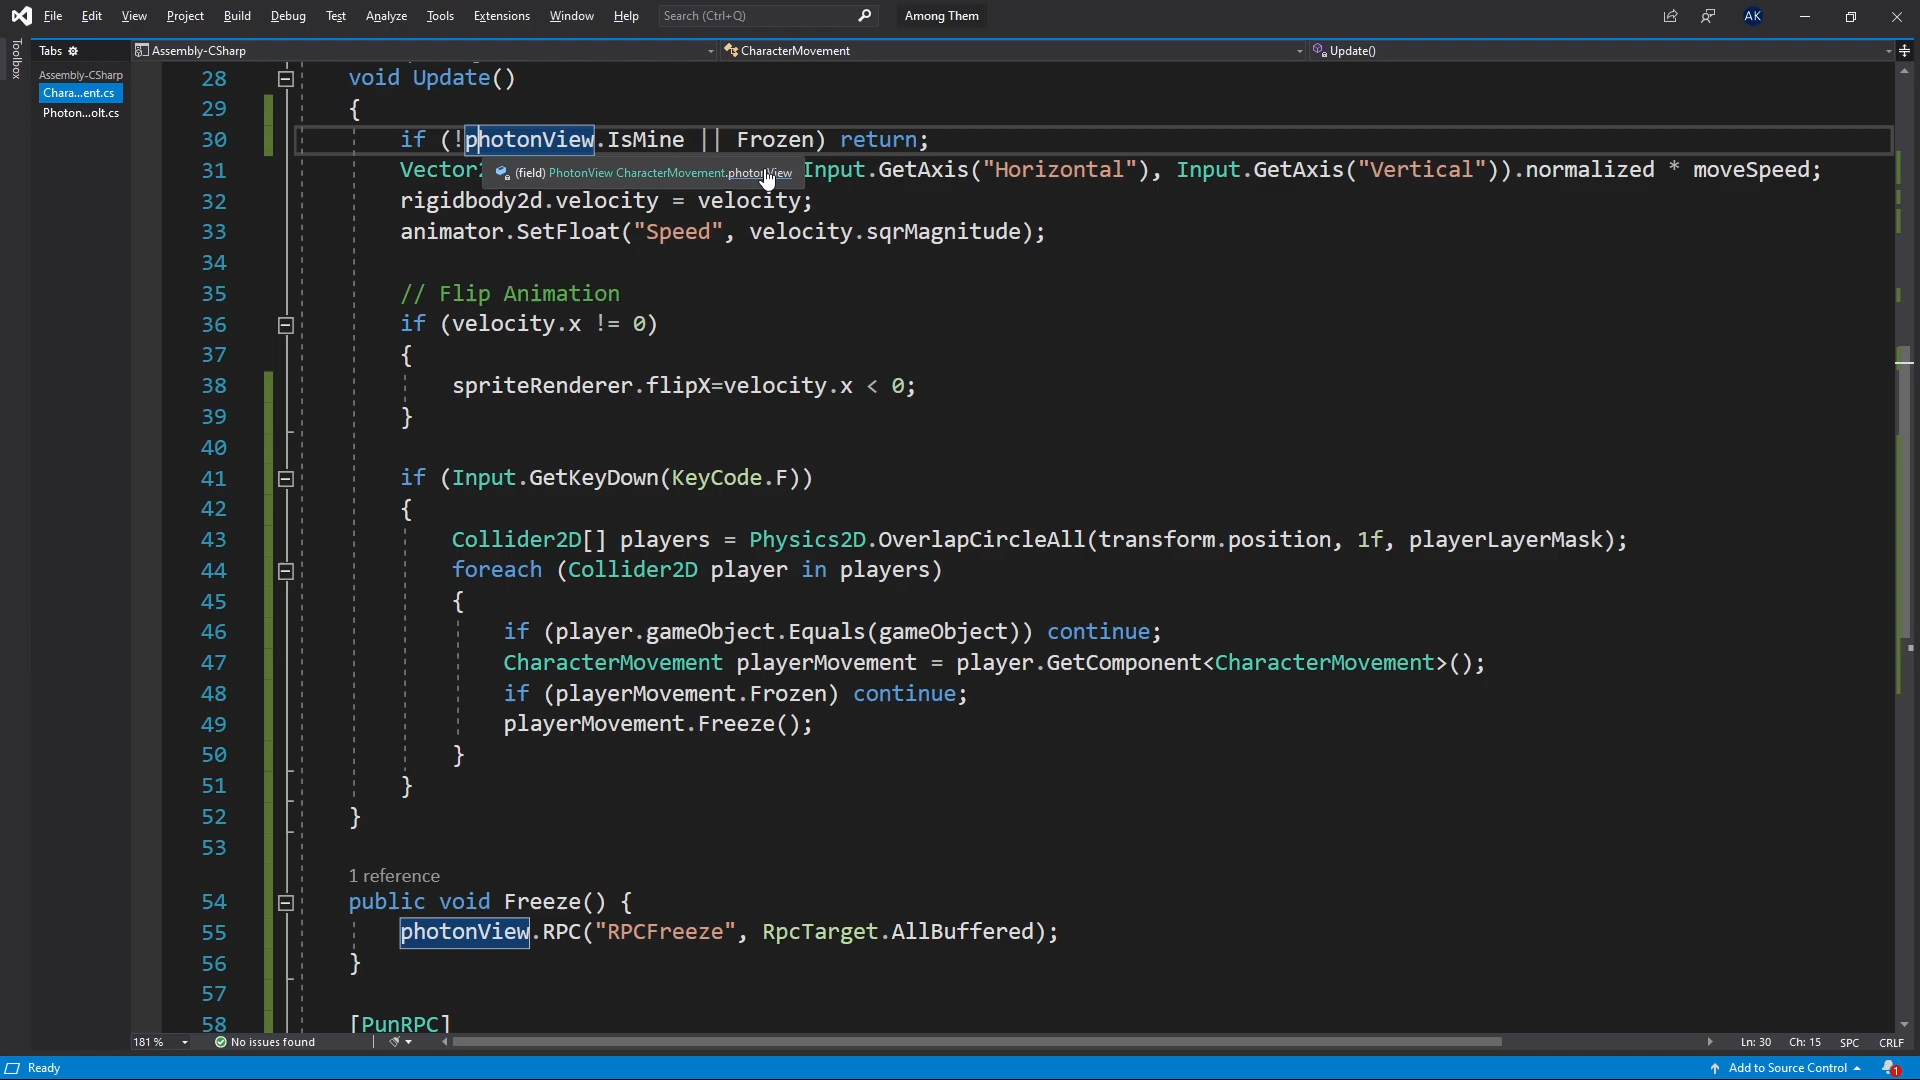 File Edit View Project Build Debug Test Analyze Tools Extensions Window Help Search (Ctrl+Q) Among Them AK
Toolbox
Tabs Assembly-CSharp CharacterMovement Update()
Assembly-CSharp
Chara...ent.cs
Photon...olt.cs
28 void Update()
29 {
30 if (!photonView.IsMine || Frozen) return;
31 Vector2 Input.GetAxis("Horizontal"), Input.GetAxis("Vertical")).normalized * moveSpeed;
(field) PhotonView CharacterMovement.photonView
32 rigidbody2d.velocity = velocity;
33 animator.SetFloat("Speed", velocity.sqrMagnitude);
34
35 // Flip Animation
36 if (velocity.x != 0)
37 {
38 spriteRenderer.flipX=velocity.x < 0;
39 }
40
41 if (Input.GetKeyDown(KeyCode.F))
42 {
43 Collider2D[] players = Physics2D.OverlapCircleAll(transform.position, 1f, playerLayerMask);
44 foreach (Collider2D player in players)
45 {
46 if (player.gameObject.Equals(gameObject)) continue;
47 CharacterMovement playerMovement = player.GetComponent<CharacterMovement>();
48 if (playerMovement.Frozen) continue;
49 playerMovement.Freeze();
50 }
51 }
52 }
53
1 reference
54 public void Freeze() {
55 photonView.RPC("RPCFreeze", RpcTarget.AllBuffered);
56 }
57
58 [PunRPC]
181 % No issues found Ln: 30 Ch: 15 SPC CRLF
Ready Add to Source Control 1